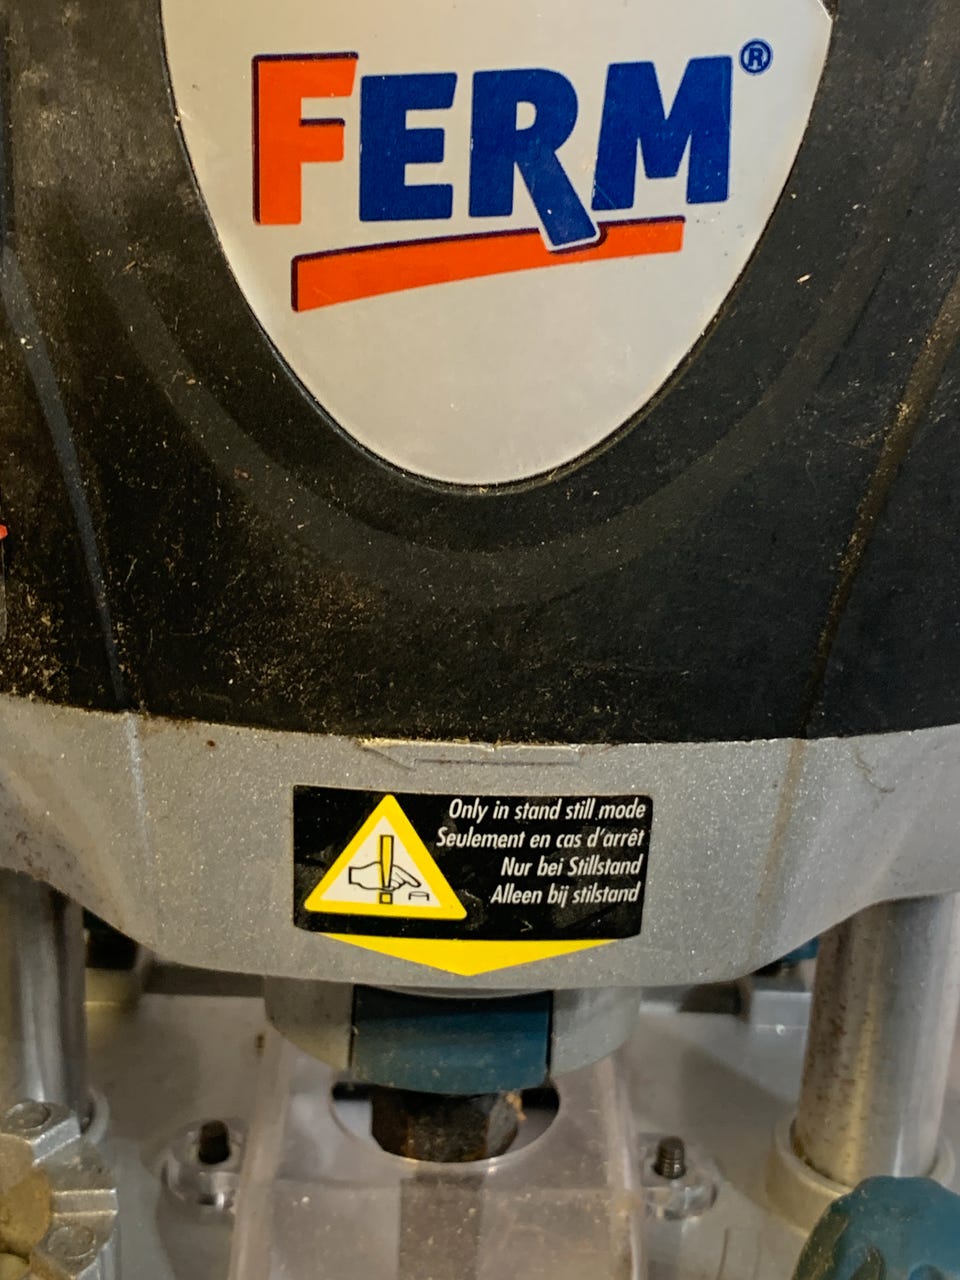 FERM®
Only in stand still mode
Seulement en cas d'arrêt
Nur bei Stillstand
Alleen bij stilstand